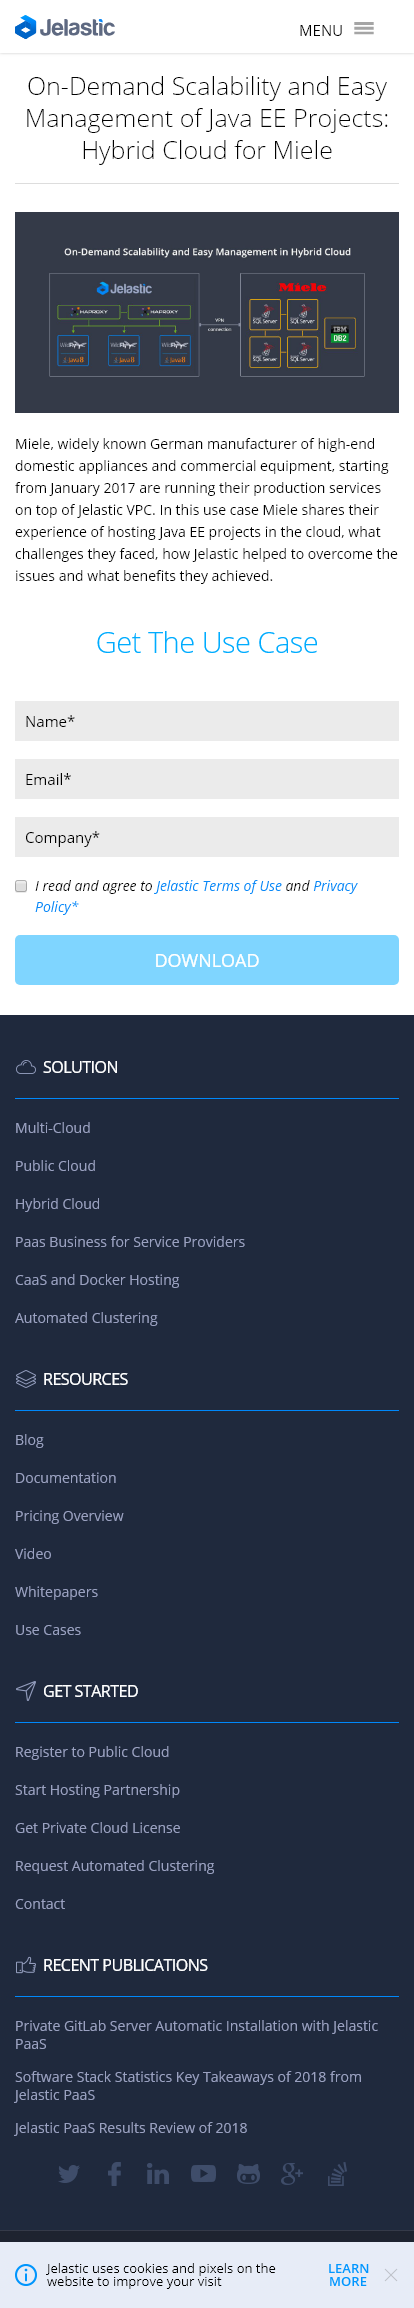 Jelastic
MENU
On-Demand Scalability and Easy
Management of Java EE Projects:
Hybrid Cloud for Miele
On-Demand Scalability and Easy Management in Hybrid Cloud
Jelastic
Miele
HAPROXY
HAPROXY
VPN
connection
SQL Server
SQL Server
IBM
DB2
WildFly
WildFly
WildFly
SQL Server
SQL Server
Java 8
Java 8
Java 8
Miele, widely known German manufacturer of high-end
domestic appliances and commercial equipment, starting
from January 2017 are running their production services
on top of Jelastic VPC. In this use case Miele shares their
experience of hosting Java EE projects in the cloud, what
challenges they faced, how Jelastic helped to overcome the
issues and what benefits they achieved.
Get The Use Case
Name*
Email*
Company*
I read and agree to Jelastic Terms of Use and Privacy
Policy*
DOWNLOAD
SOLUTION
Multi-Cloud
Public Cloud
Hybrid Cloud
Paas Business for Service Providers
CaaS and Docker Hosting
Automated Clustering
RESOURCES
Blog
Documentation
Pricing Overview
Video
Whitepapers
Use Cases
GET STARTED
Register to Public Cloud
Start Hosting Partnership
Get Private Cloud License
Request Automated Clustering
Contact
RECENT PUBLICATIONS
Private GitLab Server Automatic Installation with Jelastic
PaaS
Software Stack Statistics Key Takeaways of 2018 from
Jelastic PaaS
Jelastic PaaS Results Review of 2018
Jelastic uses cookies and pixels on the
website to improve your visit
LEARN
MORE